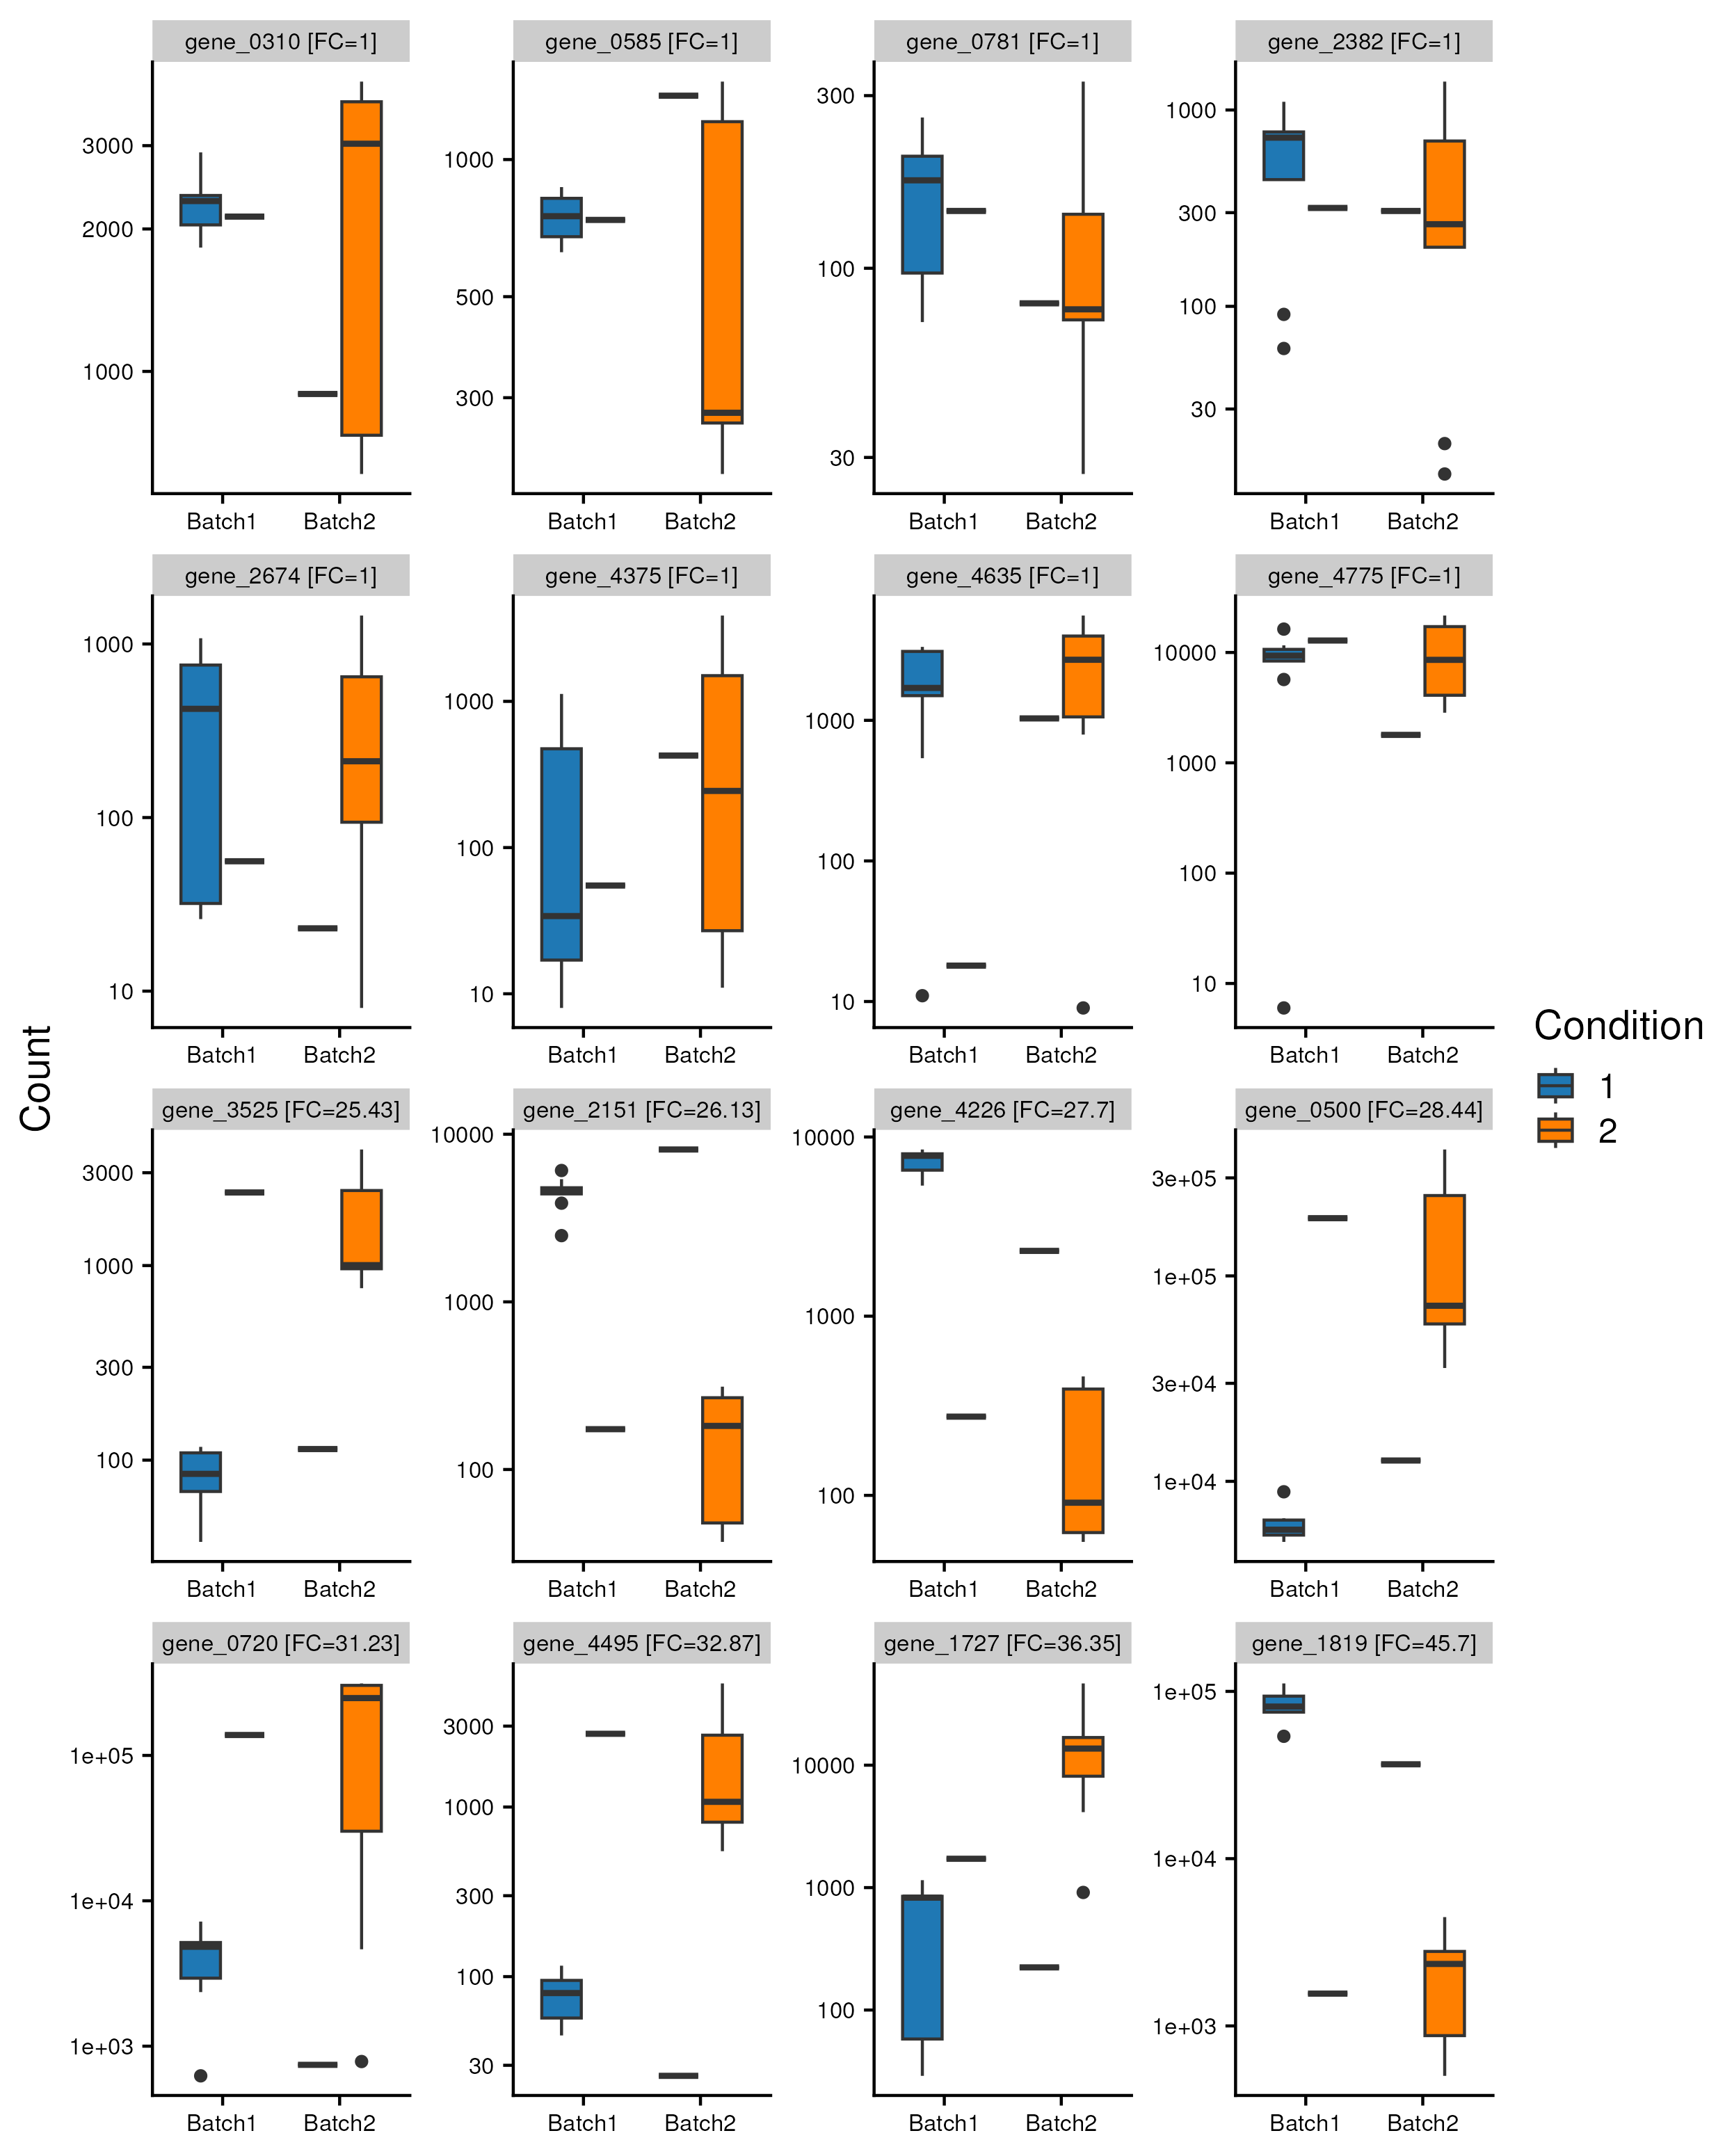 gene_0310 [FC=1] gene_0585 [FC=1] gene_0781 [FC=1] gene_2382 [FC=1]
3000
2000
1000
1000
500
300
300
100
30
1000
300
100
30
Batch1 Batch2 Batch1 Batch2 Batch1 Batch2 Batch1 Batch2
gene_2674 [FC=1] gene_4375 [FC=1] gene_4635 [FC=1] gene_4775 [FC=1]
1000
100
10
1000
100
10
1000
100
10
10000
1000
100
10
Batch1 Batch2 Batch1 Batch2 Batch1 Batch2 Batch1 Batch2
Count
Condition
1
2
gene_3525 [FC=25.43] gene_2151 [FC=26.13] gene_4226 [FC=27.7] gene_0500 [FC=28.44]
3000
1000
300
100
10000
1000
100
10000
1000
100
3e+05
1e+05
3e+04
1e+04
Batch1 Batch2 Batch1 Batch2 Batch1 Batch2 Batch1 Batch2
gene_0720 [FC=31.23] gene_4495 [FC=32.87] gene_1727 [FC=36.35] gene_1819 [FC=45.7]
1e+05
1e+04
1e+03
3000
1000
300
100
30
10000
1000
100
1e+05
1e+04
1e+03
Batch1 Batch2 Batch1 Batch2 Batch1 Batch2 Batch1 Batch2